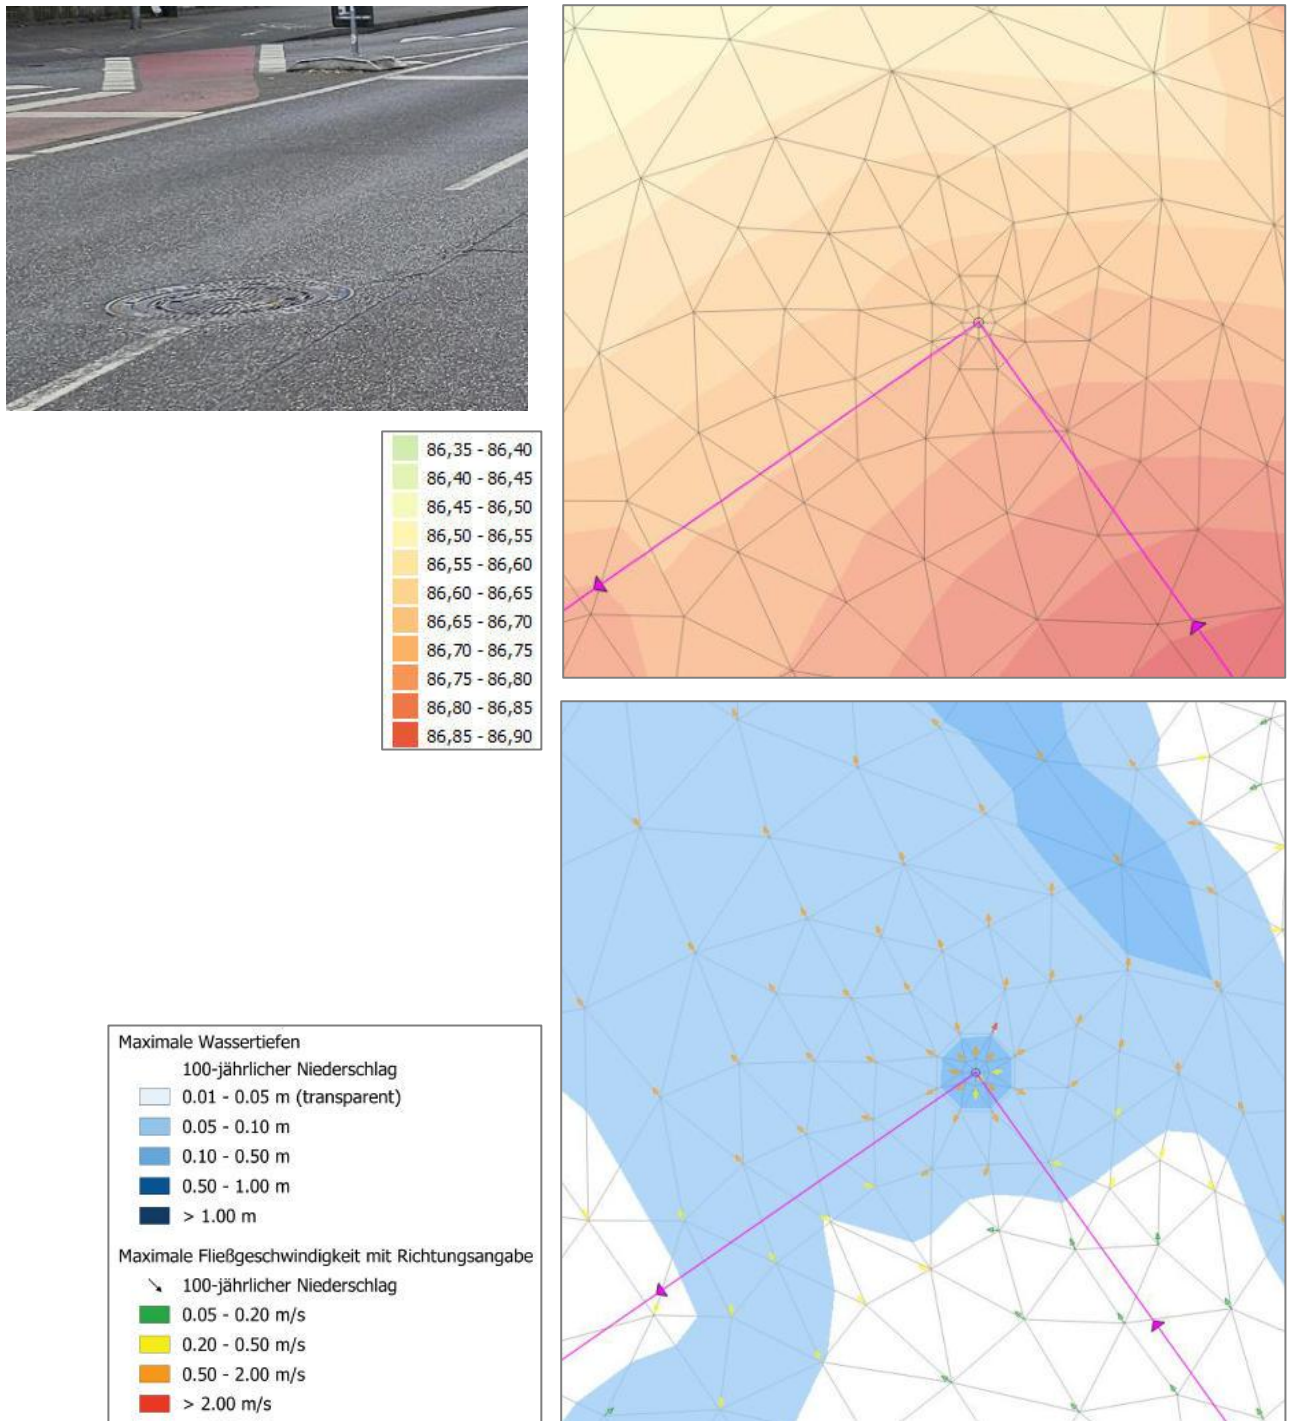 86,35 - 86,40
86,40 - 86,45
86,45 - 86,50
86,50 - 86,55
86,55 - 86,60
86,60 - 86,65
86,65 - 86,70
86,70 - 86,75
86,75 - 86,80
86,80 - 86,85
86,85 - 86,90
Maximale Wassertiefen
100-jährlicher Niederschlag
0.01 - 0.05 m (transparent)
0.05 - 0.10 m
0.10 - 0.50 m
0.50 - 1.00 m
> 1.00 m
Maximale Fließgeschwindigkeit mit Richtungsangabe
100-jährlicher Niederschlag
0.05 - 0.20 m/s
0.20 - 0.50 m/s
0.50 - 2.00 m/s
> 2.00 m/s